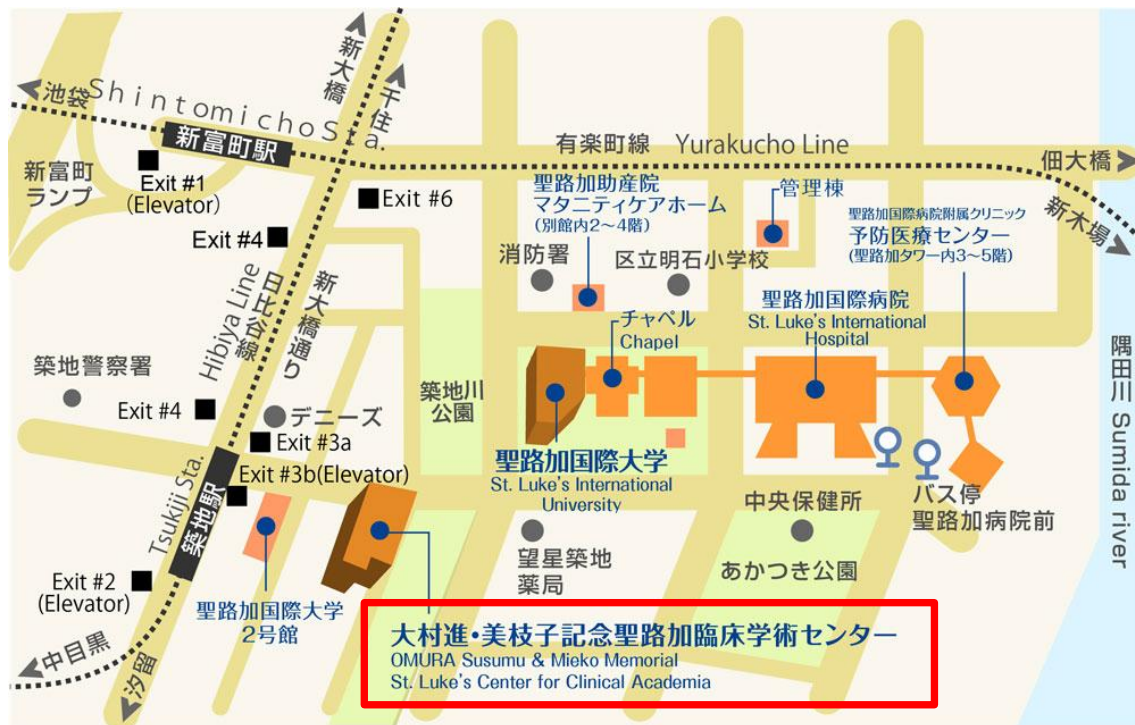 新大橋
千住
池袋
Shintomicho Sta.
新富町駅
有楽町線 Yurakucho Line
佃大橋
新木場
新富町
ランプ
Exit #1
(Elevator)
Exit #6
Exit #4
聖路加助産院
マタニティケアホーム
(別館内2〜4階)
管理棟
聖路加国際病院附属クリニック
予防医療センター
(聖路加タワー内3〜5階)
消防署
区立明石小学校
Hibiya Line
日比谷線
新大橋通り
チャペル
Chapel
聖路加国際病院
St. Luke's International
Hospital
隅田川 Sumida river
築地警察署
築地川
公園
Exit #4
デニーズ
Exit #3a
Exit #3b(Elevator)
Tsukiji Sta.
築地駅
聖路加国際大学
St. Luke's International
University
バス停
聖路加病院前
中央保健所
望星築地
薬局
あかつき公園
Exit #2
(Elevator)
聖路加国際大学
2号館
大村進・美枝子記念聖路加臨床学術センター
OMURA Susumu & Mieko Memorial
St. Luke's Center for Clinical Academia
中目黒
汐留